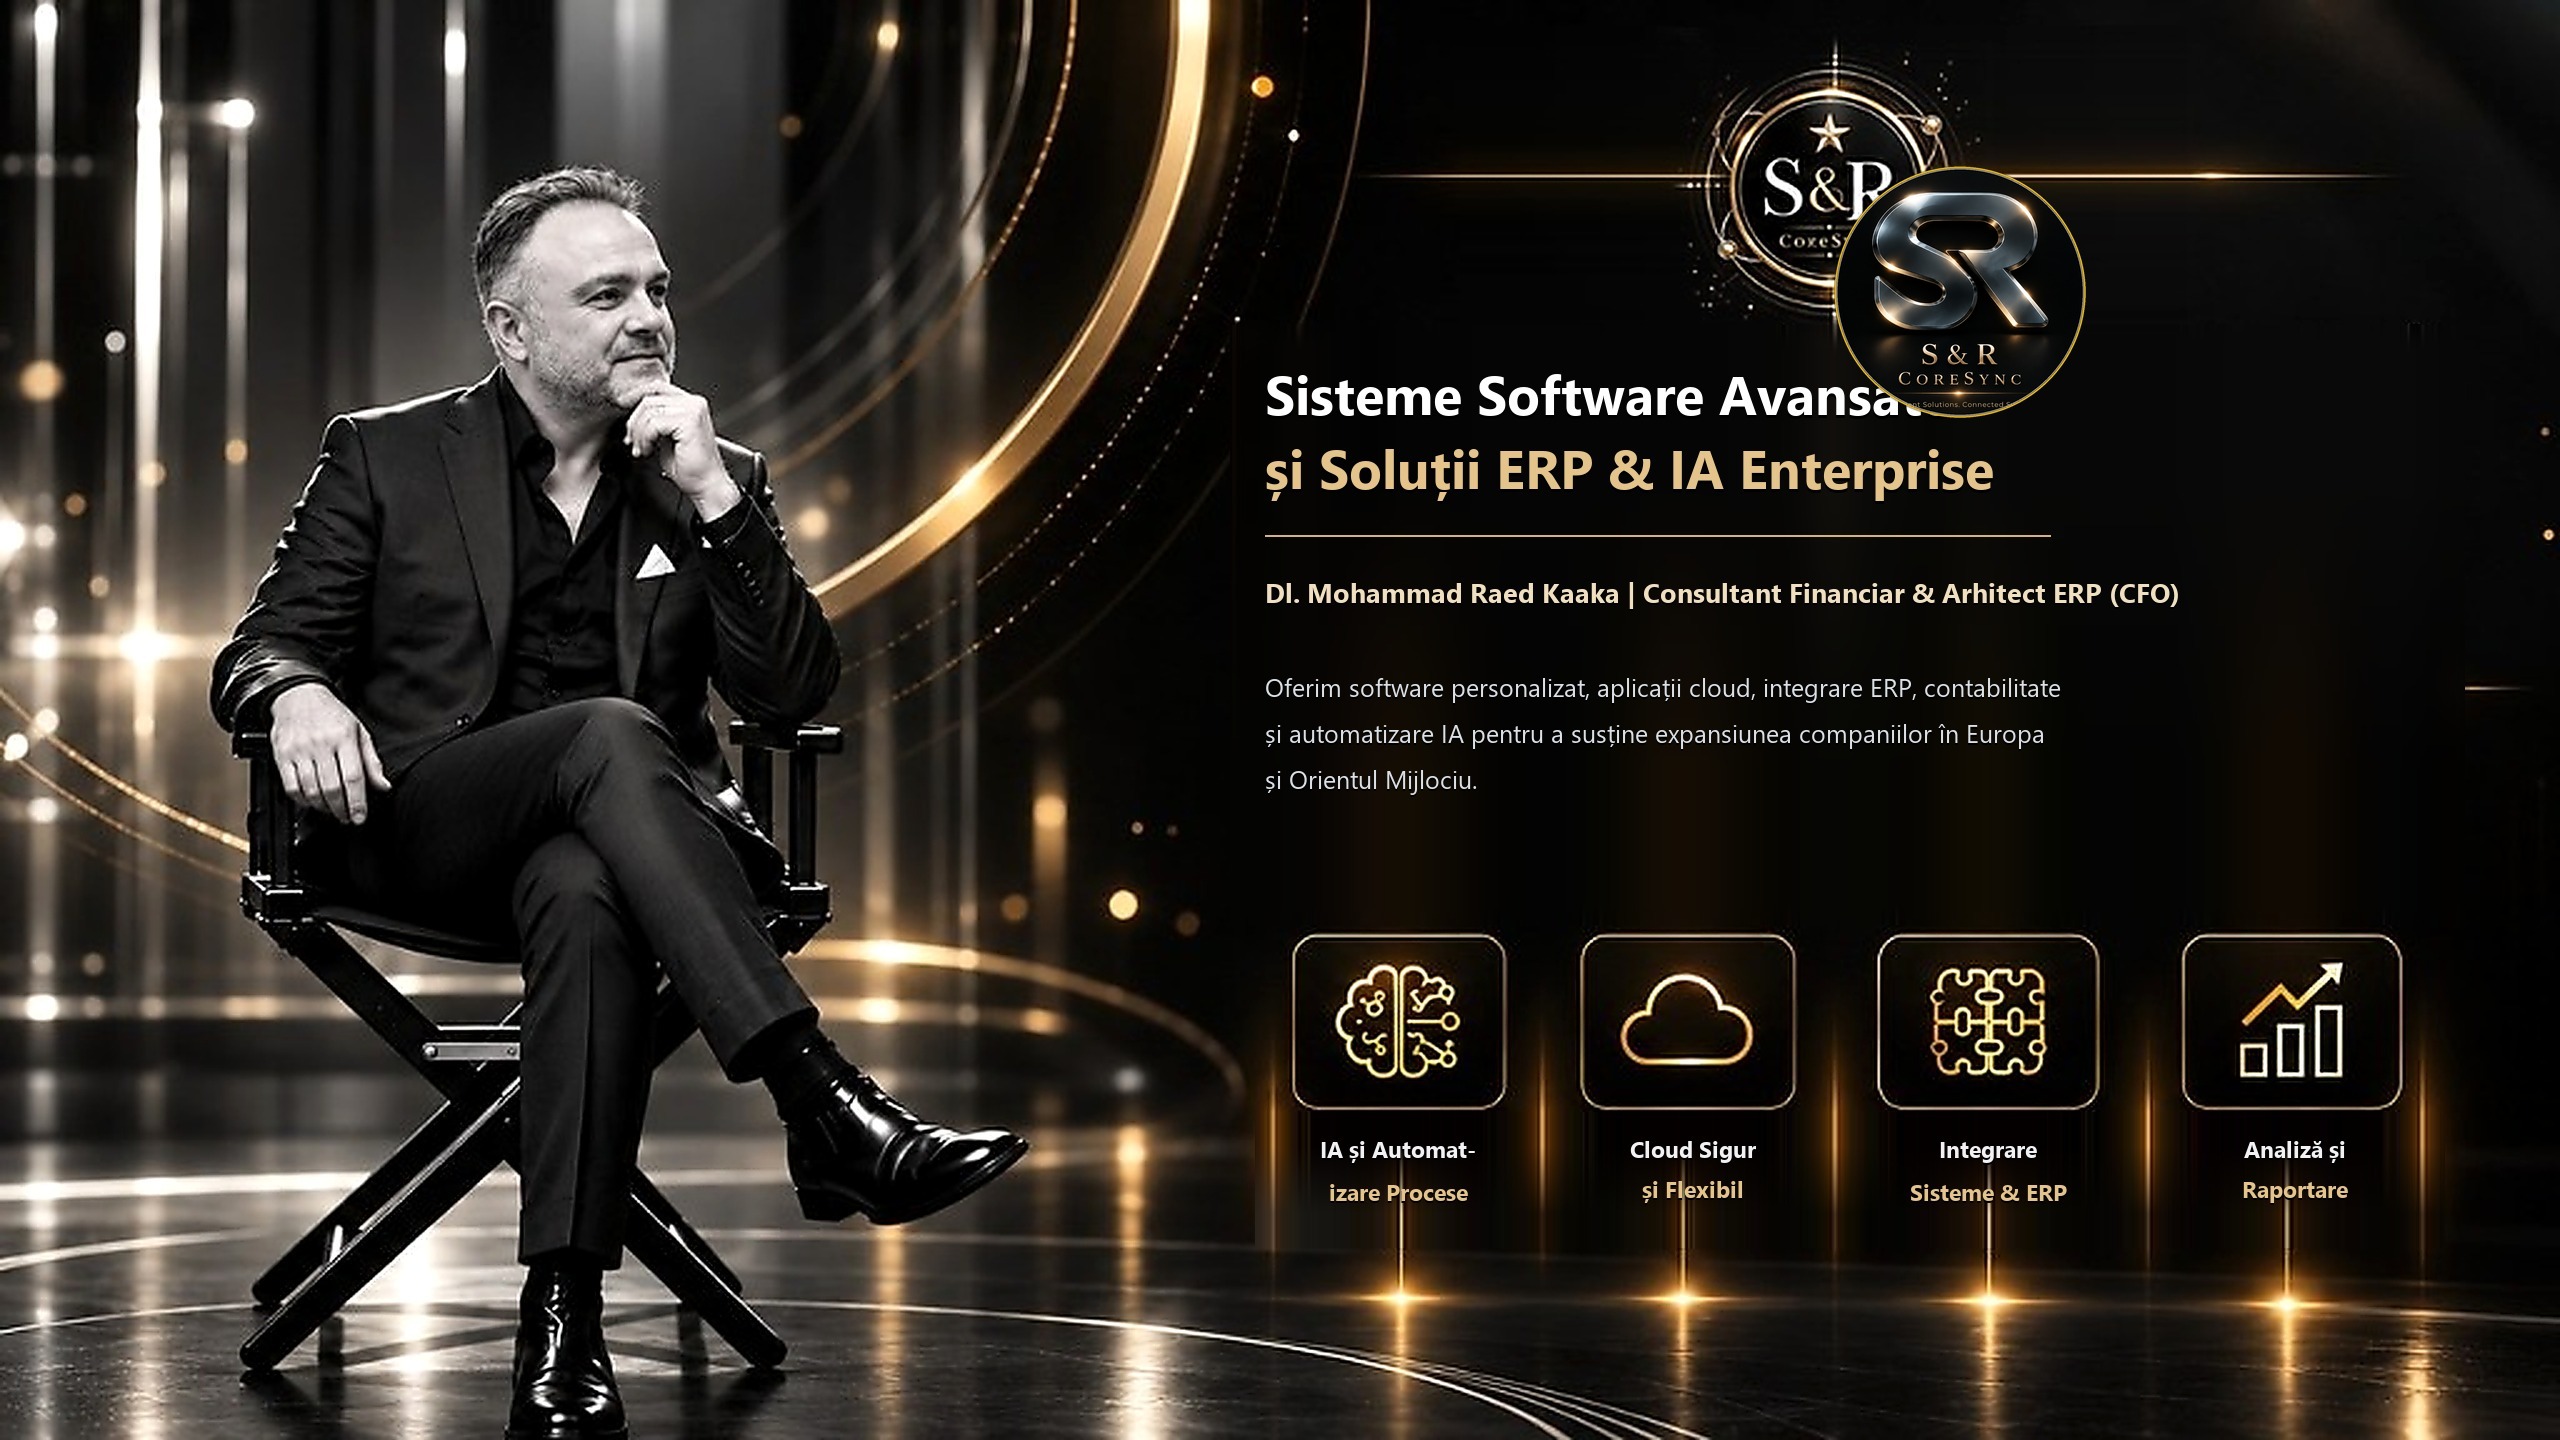 S&R
S & R
CORESYNC
Solutions. Connected
Sisteme Software Avansat
și Soluții ERP & IA Enterprise
Dl. Mohammad Raed Kaaka | Consultant Financiar & Arhitect ERP (CFO)
Oferim software personalizat, aplicații cloud, integrare ERP, contabilitate
și automatizare IA pentru a susține expansiunea companiilor în Europa
și Orientul Mijlociu.
IA și Automat-
izare Procese
Cloud Sigur
și Flexibil
Integrare
Sisteme & ERP
Analiză și
Raportare